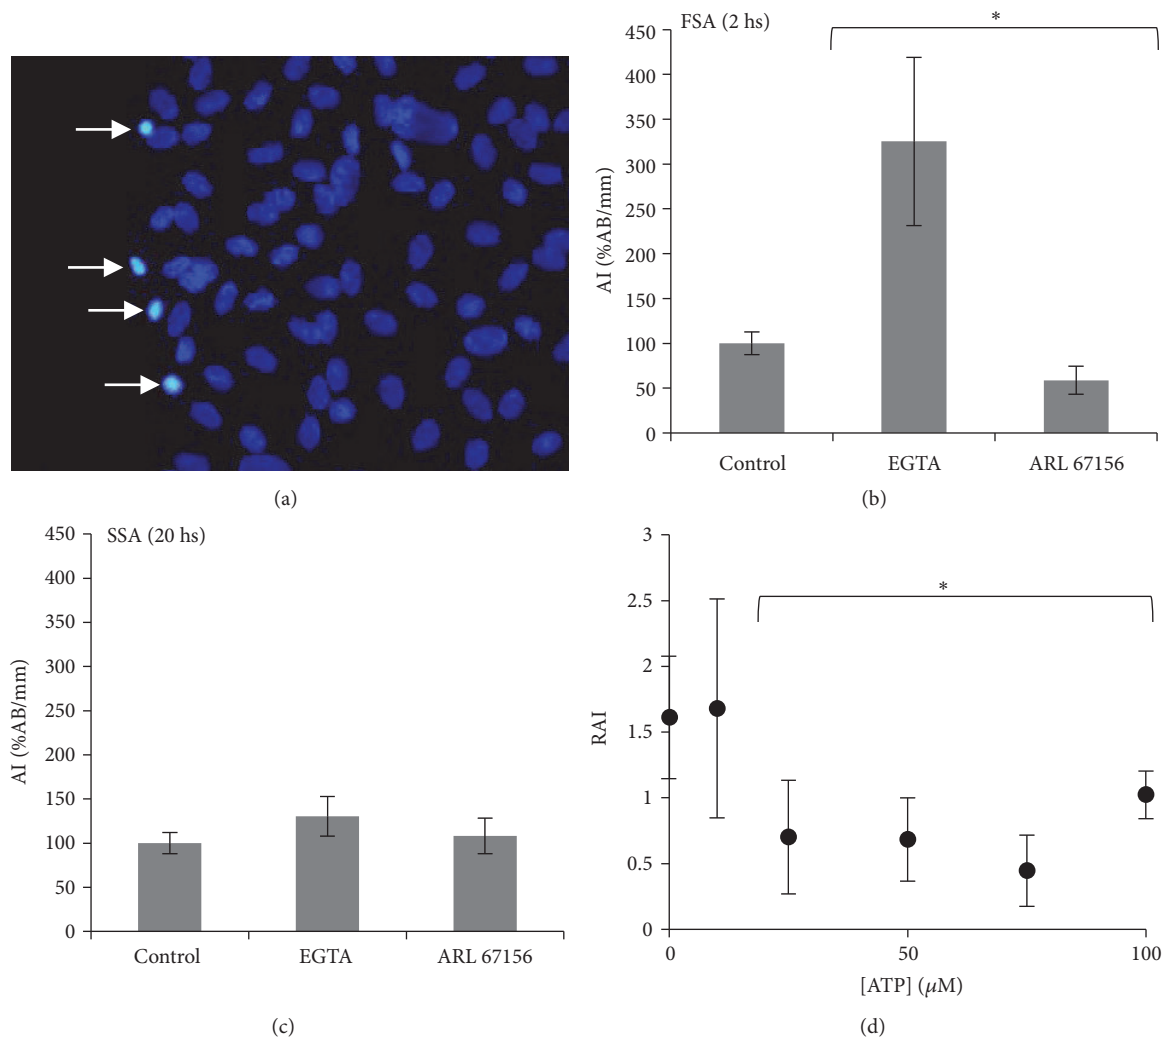 (a)
FSA (2 hs)
*
AI (%AB/mm)
450
400
350
300
250
200
150
100
50
0
Control
EGTA
ARL 67156
(b)
SSA (20 hs)
AI (%AB/mm)
450
400
350
300
250
200
150
100
50
0
Control
EGTA
ARL 67156
(c)
*
RAI
3
2.5
2
1.5
1
0.5
0
0
50
100
[ATP] (μM)
(d)